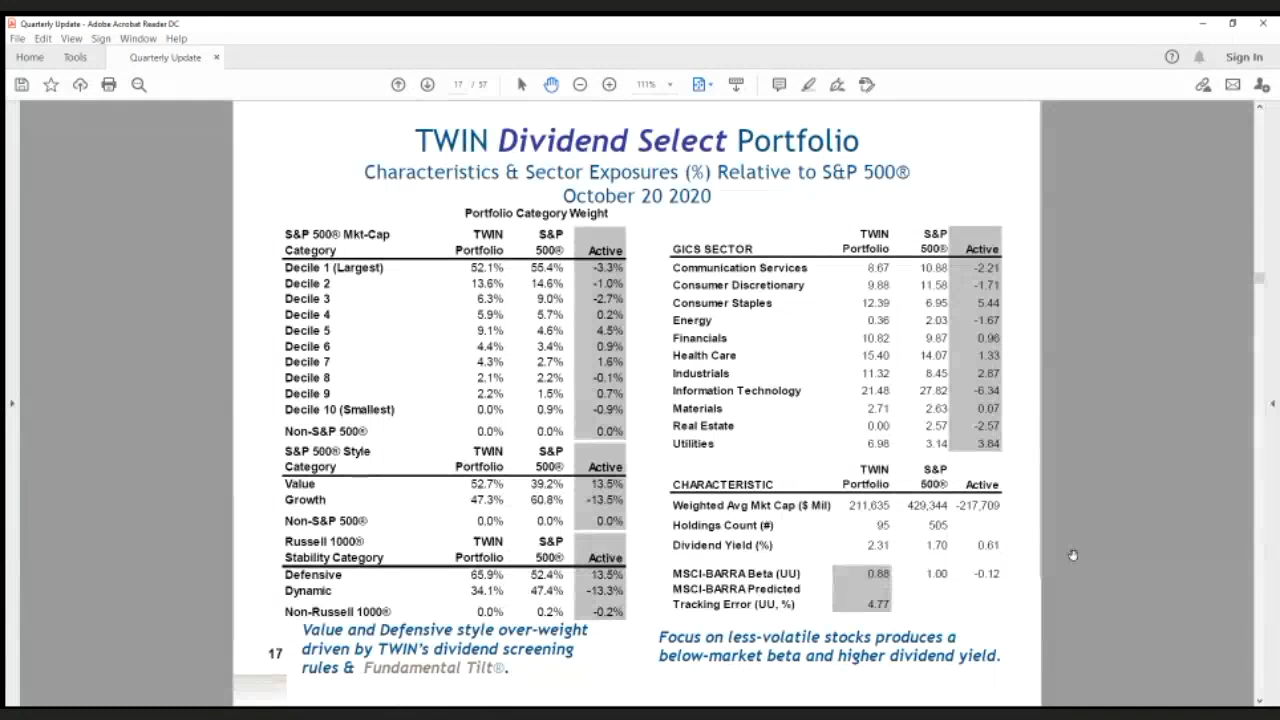 Quarterly Update - Adobe Acrobat Reader DC
File Edit View Sign Window Help
Home Tools Quarterly Update × Sign In
17 / 57 111%
TWIN Dividend Select Portfolio
Characteristics & Sector Exposures (%) Relative to S&P 500®
October 20 2020
Portfolio Category Weight
S&P 500® Mkt-Cap TWIN S&P
Category Portfolio 500® Active
Decile 1 (Largest) 52.1% 55.4% -3.3%
Decile 2 13.6% 14.6% -1.0%
Decile 3 6.3% 9.0% -2.7%
Decile 4 5.9% 5.7% 0.2%
Decile 5 9.1% 4.6% 4.5%
Decile 6 4.4% 3.4% 0.9%
Decile 7 4.3% 2.7% 1.6%
Decile 8 2.1% 2.2% -0.1%
Decile 9 2.2% 1.5% 0.7%
Decile 10 (Smallest) 0.0% 0.9% -0.9%
Non-S&P 500® 0.0% 0.0% 0.0%
S&P 500® Style TWIN S&P
Category Portfolio 500® Active
Value 52.7% 39.2% 13.5%
Growth 47.3% 60.8% -13.5%
Non-S&P 500® 0.0% 0.0% 0.0%
Russell 1000® TWIN S&P
Stability Category Portfolio 500® Active
Defensive 65.9% 52.4% 13.5%
Dynamic 34.1% 47.4% -13.3%
Non-Russell 1000® 0.0% 0.2% -0.2%
Value and Defensive style over-weight
driven by TWIN's dividend screening
rules & Fundamental Tilt®.
17
TWIN S&P
GICS SECTOR Portfolio 500® Active
Communication Services 8.67 10.88 -2.21
Consumer Discretionary 9.88 11.58 -1.71
Consumer Staples 12.39 6.95 5.44
Energy 0.36 2.03 -1.67
Financials 10.82 9.87 0.96
Health Care 15.40 14.07 1.33
Industrials 11.32 8.45 2.87
Information Technology 21.48 27.82 -6.34
Materials 2.71 2.63 0.07
Real Estate 0.00 2.57 -2.57
Utilities 6.98 3.14 3.84
TWIN S&P
CHARACTERISTIC Portfolio 500® Active
Weighted Avg Mkt Cap ($ Mil) 211,635 429,344 -217,709
Holdings Count (#) 95 505
Dividend Yield (%) 2.31 1.70 0.61
MSCI-BARRA Beta (UU) 0.88 1.00 -0.12
MSCI-BARRA Predicted
Tracking Error (UU, %) 4.77
Focus on less-volatile stocks produces a
below-market beta and higher dividend yield.